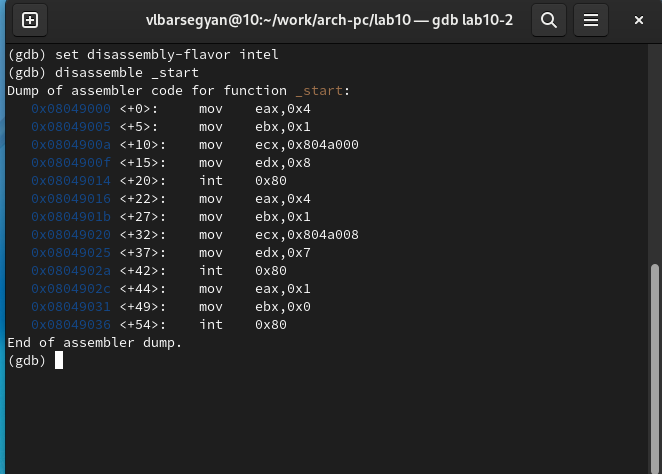 vlbarsegyan@10:~/work/arch-pc/lab10 — gdb lab10-2
(gdb) set disassembly-flavor intel
(gdb) disassemble _start
Dump of assembler code for function _start:
   0x08049000 <+0>:     mov    eax,0x4
   0x08049005 <+5>:     mov    ebx,0x1
   0x0804900a <+10>:    mov    ecx,0x804a000
   0x0804900f <+15>:    mov    edx,0x8
   0x08049014 <+20>:    int    0x80
   0x08049016 <+22>:    mov    eax,0x4
   0x0804901b <+27>:    mov    ebx,0x1
   0x08049020 <+32>:    mov    ecx,0x804a008
   0x08049025 <+37>:    mov    edx,0x7
   0x0804902a <+42>:    int    0x80
   0x0804902c <+44>:    mov    eax,0x1
   0x08049031 <+49>:    mov    ebx,0x0
   0x08049036 <+54>:    int    0x80
End of assembler dump.
(gdb)